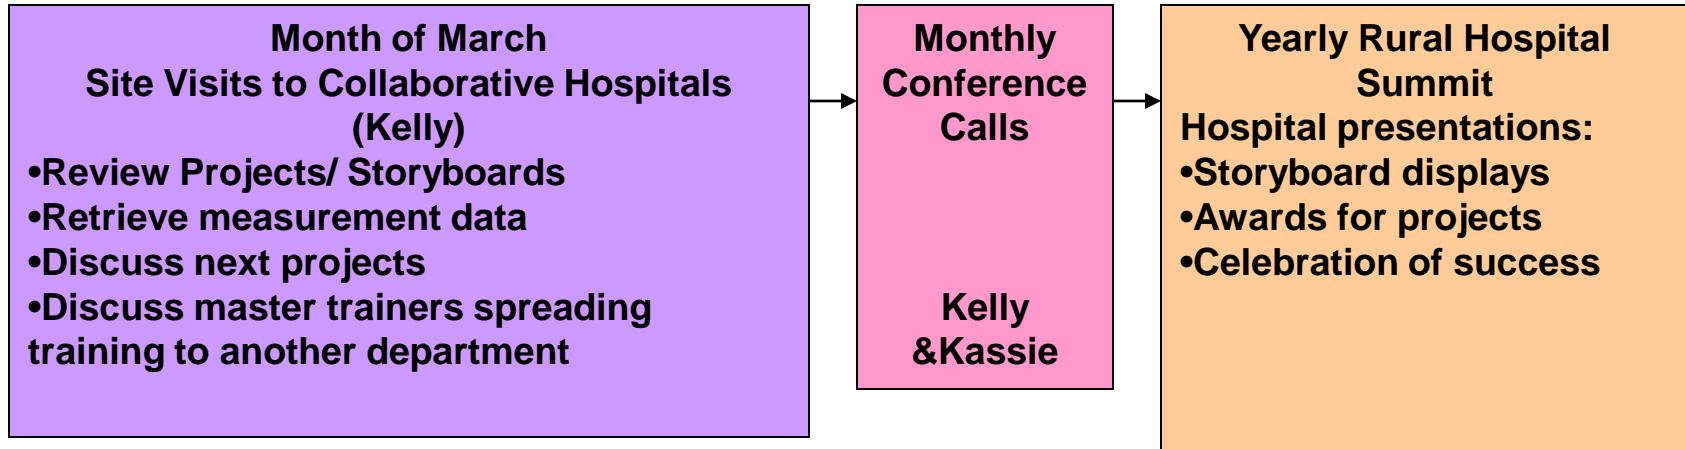 Month of March
Site Visits to Collaborative Hospitals
(Kelly)
•Review Projects/ Storyboards
•Retrieve measurement data
•Discuss next projects
•Discuss master trainers spreading
training to another department
Monthly
Conference
Calls
Kelly
&Kassie
Yearly Rural Hospital
Summit
Hospital presentations:
•Storyboard displays
•Awards for projects
•Celebration of success